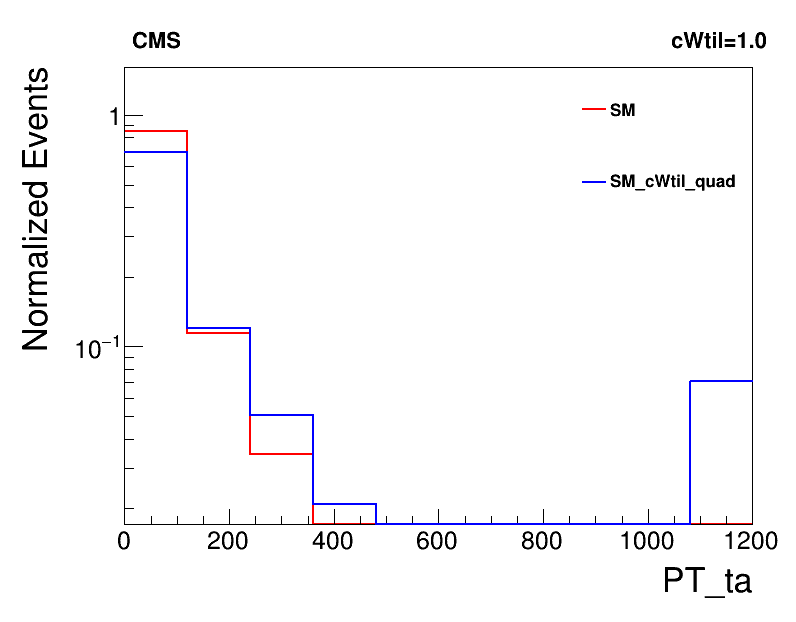 CMS
cWtil=1.0
Normalized Events
SM
SM_cWtil_quad
1
10⁻¹
0 200 400 600 800 1000 1200
PT_ta